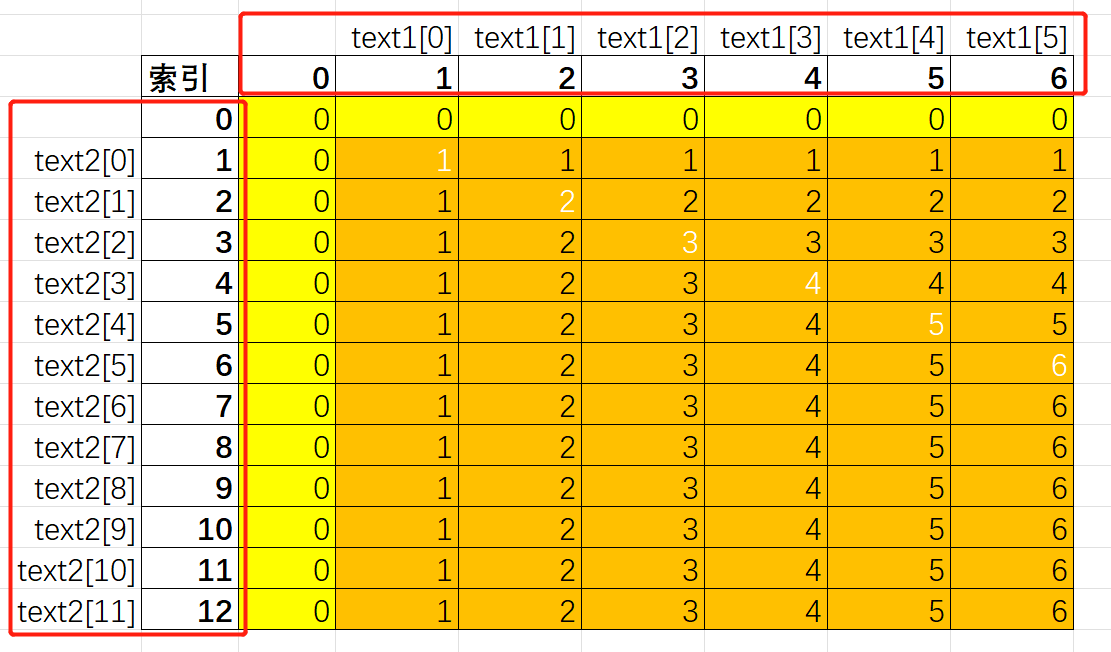 text1[0] text1[1] text1[2] text1[3] text1[4] text1[5]
索引 0 1 2 3 4 5 6
0 0 0 0 0 0 0 0
text2[0] 1 0 1 1 1 1 1 1
text2[1] 2 0 1 2 2 2 2 2
text2[2] 3 0 1 2 3 3 3 3
text2[3] 4 0 1 2 3 4 4 4
text2[4] 5 0 1 2 3 4 5 5
text2[5] 6 0 1 2 3 4 5 6
text2[6] 7 0 1 2 3 4 5 6
text2[7] 8 0 1 2 3 4 5 6
text2[8] 9 0 1 2 3 4 5 6
text2[9] 10 0 1 2 3 4 5 6
text2[10] 11 0 1 2 3 4 5 6
text2[11] 12 0 1 2 3 4 5 6